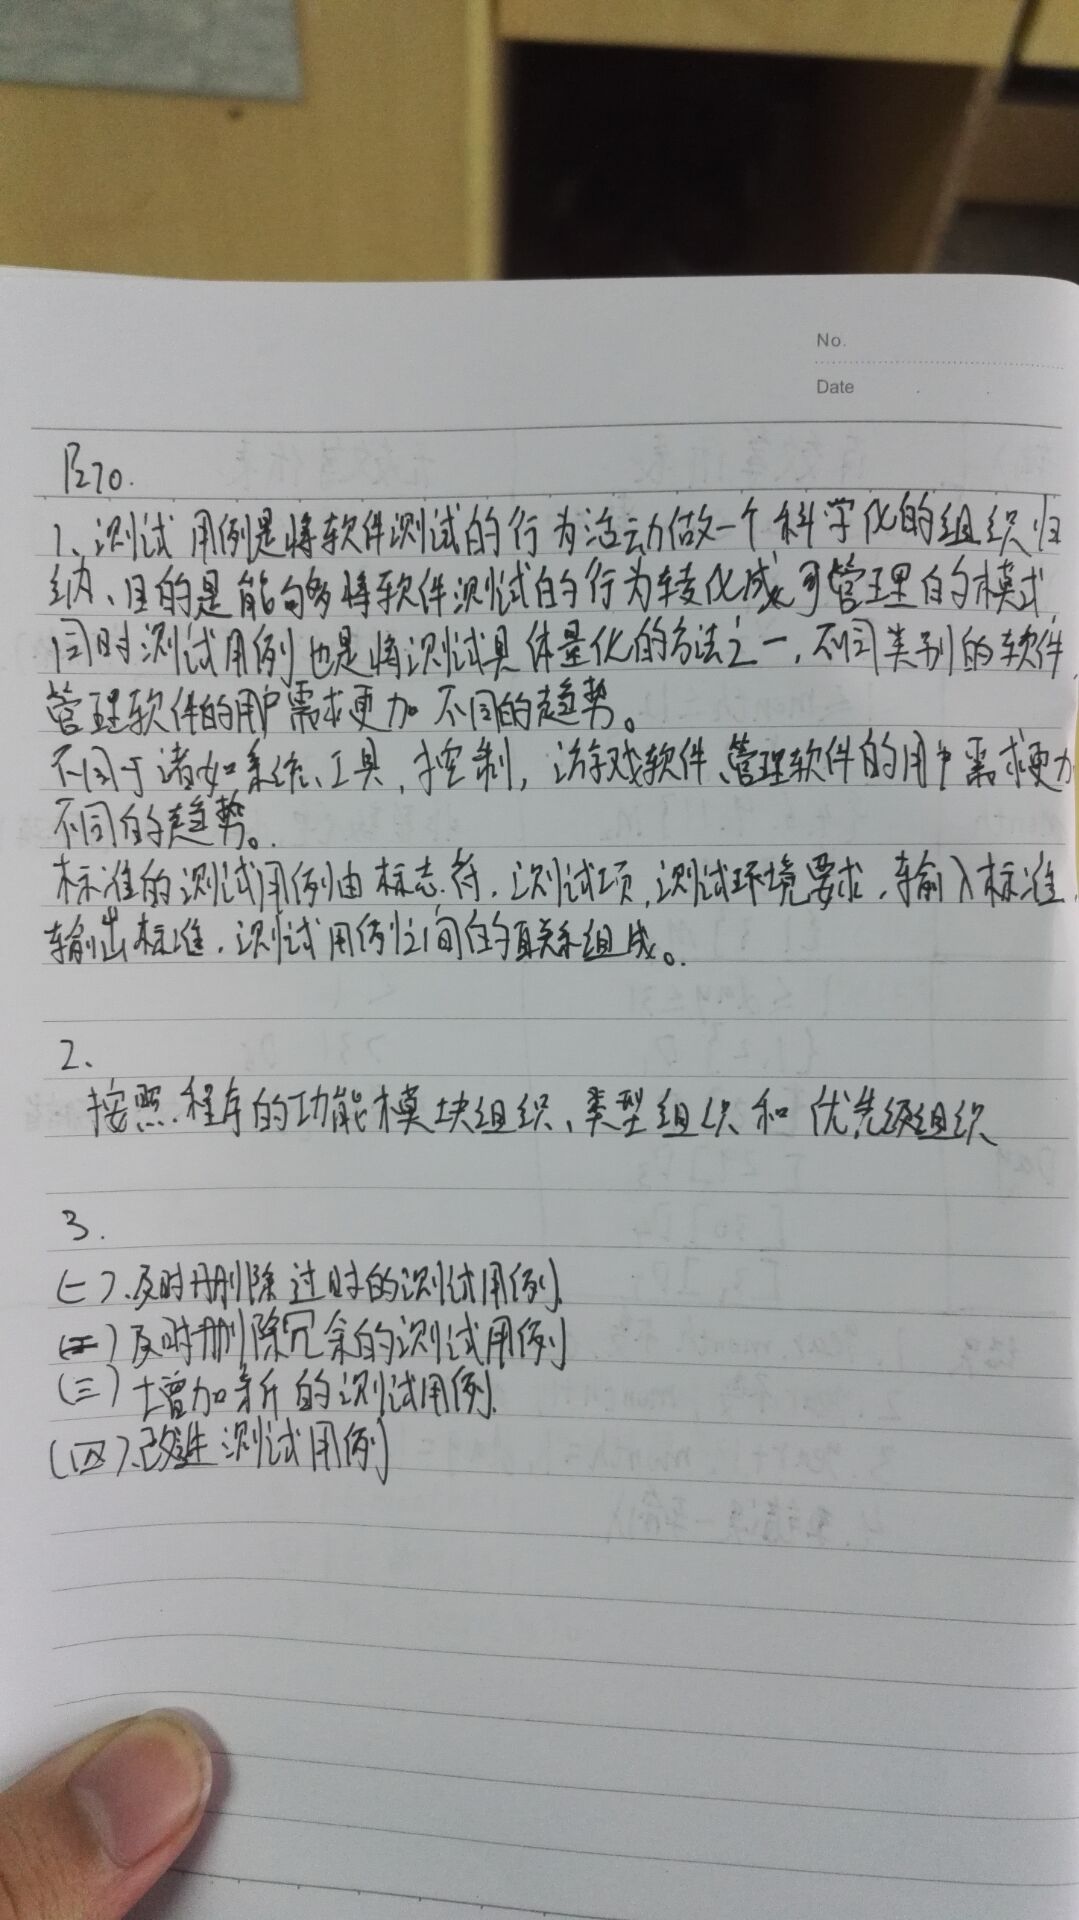 No.
Date
P270.
1、测试用例是将软件测试的行为活动做一个科学化的组织归
纳、目的是能够将软件测试的行为转化成可管理的模式
同时测试用例也是将测试具体量化的方法之一，不同类别的软件，
管理软件的用户需求更加 不同的趋势。
不同于诸如系统、工具，控制，游戏软件、管理软件的用户需求更加
不同的趋势。
标准的测试用例由标志符，测试项，测试环境要求，输入标准，
输出标准，测试用例之间的关系组成。
2、
按照程序的功能模块组织、类型组织和优先级组织
3.
(一)、及时删除过时的测试用例
(二)及时删除冗余的测试用例
(三)增加新的测试用例
(四)、改进测试用例